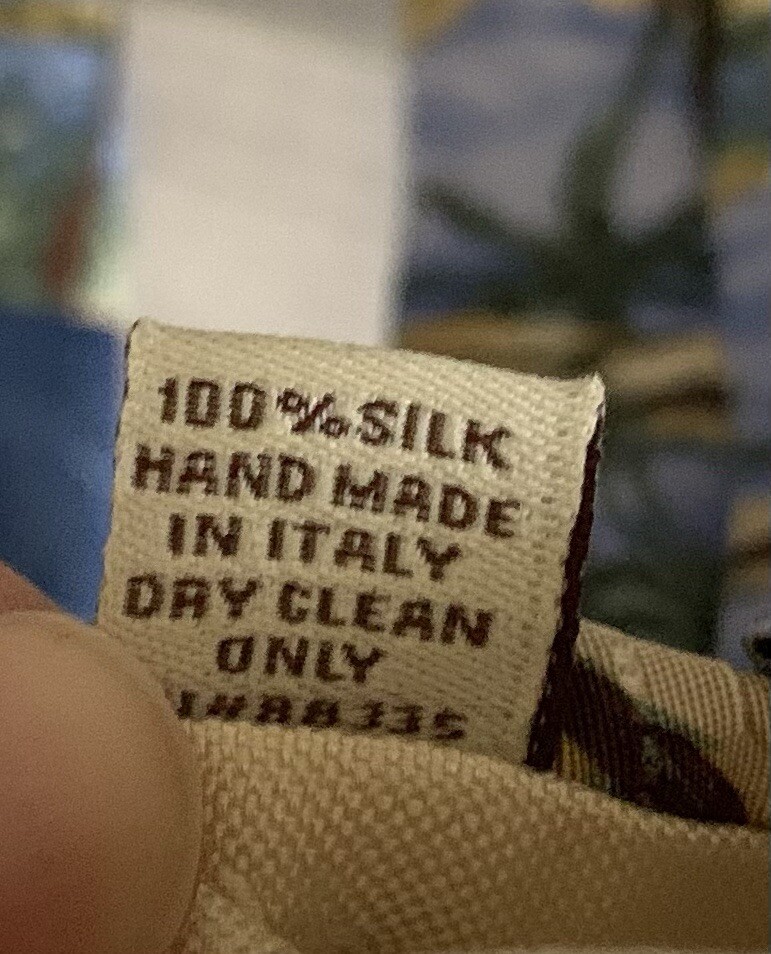 100% SILK
HAND MADE
IN ITALY
DRY CLEAN
ONLY